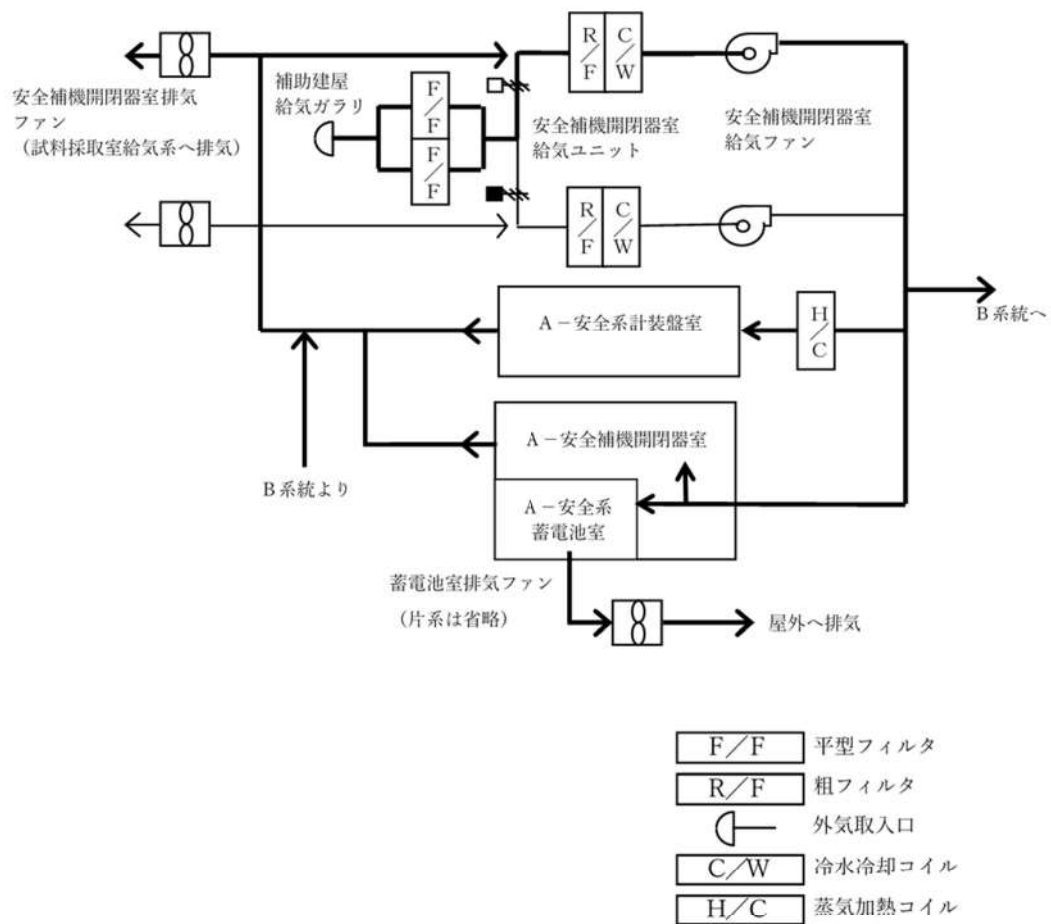 安全補機開閉器室排気
ファン
（試料採取室給気系へ排気）
補助建屋
給気ガラリ
F／F
F／F
R／F
C／W
安全補機開閉器室
給気ユニット
安全補機開閉器室
給気ファン
R／F
C／W
B系統へ
A－安全系計装盤室
H／C
A－安全補機開閉器室
B系統より
A－安全系
蓄電池室
蓄電池室排気ファン
（片系は省略）
屋外へ排気
F／F 平型フィルタ
R／F 粗フィルタ
外気取入口
C／W 冷水冷却コイル
H／C 蒸気加熱コイル